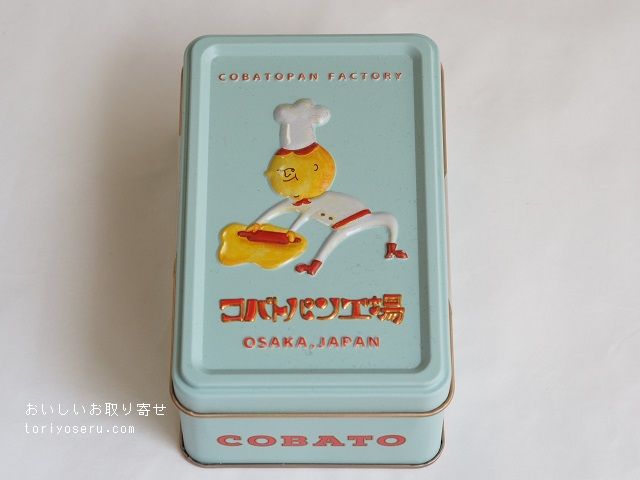 COBATOPAN FACTORY
コバトパン工場
OSAKA, JAPAN
おいしいお取り寄せ
toriyoseru.com
COBATO